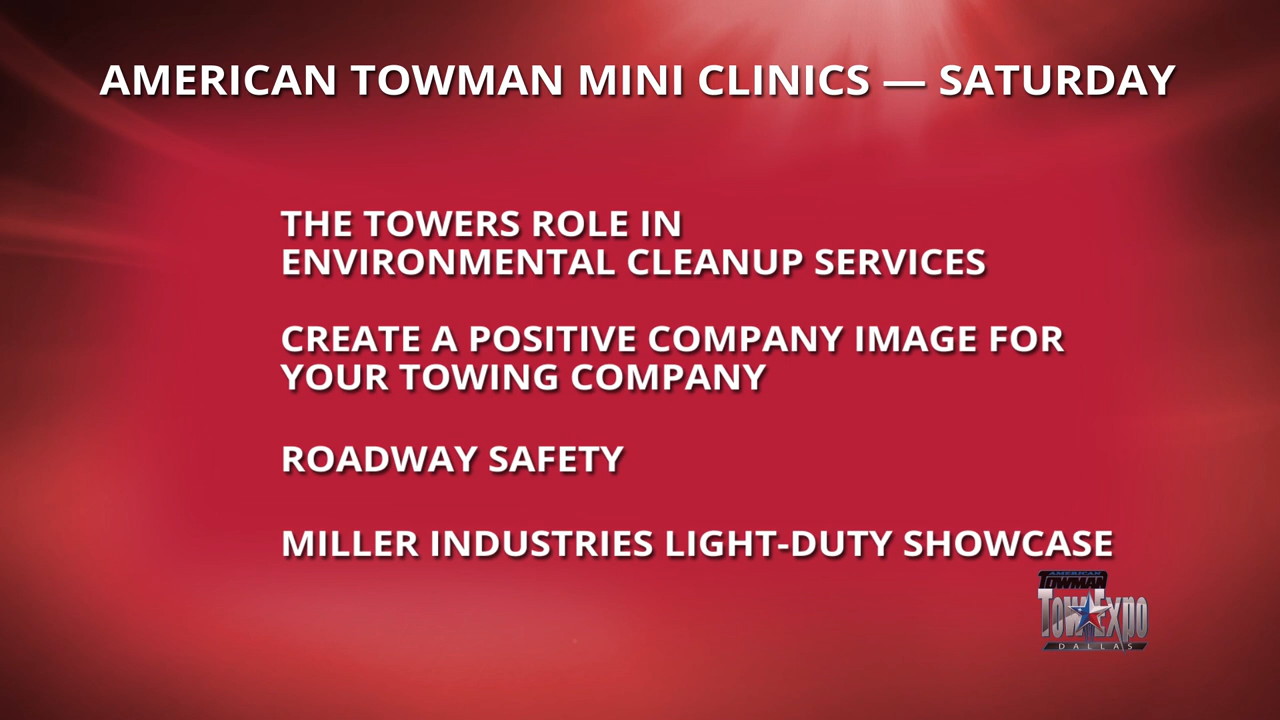 AMERICAN TOWMAN MINI CLINICS — SATURDAY
THE TOWERS ROLE IN
ENVIRONMENTAL CLEANUP SERVICES
CREATE A POSITIVE COMPANY IMAGE FOR
YOUR TOWING COMPANY
ROADWAY SAFETY
MILLER INDUSTRIES LIGHT-DUTY SHOWCASE
AMERICAN
TOWMAN
TowExpo
DALLAS